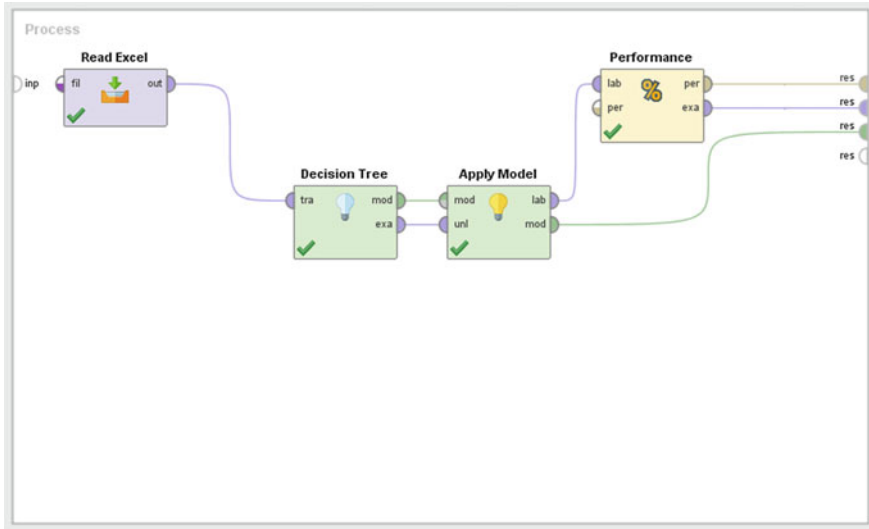 Process
Read Excel
Performance
inp
fil
out
lab
per
res
per
exa
res
res
res
Decision Tree
Apply Model
tra
mod
mod
lab
exa
unl
mod
%